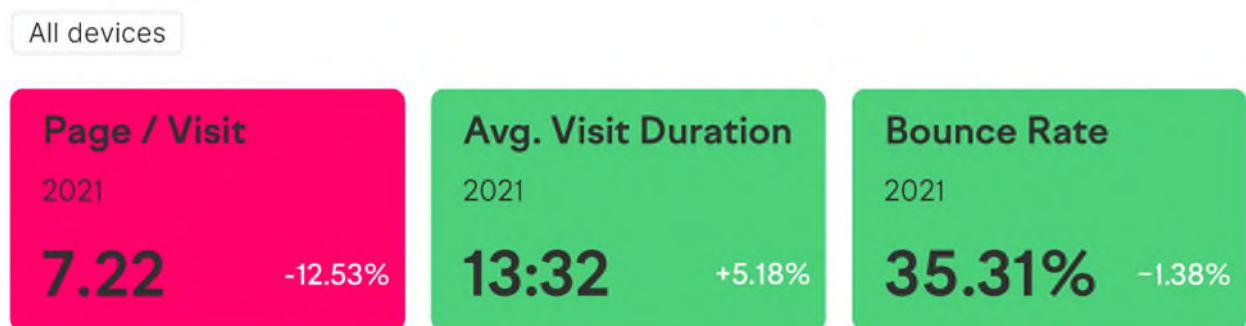 All devices
Page / Visit
2021
7.22 -12.53%
Avg. Visit Duration
2021
13:32 +5.18%
Bounce Rate
2021
35.31% -1.38%